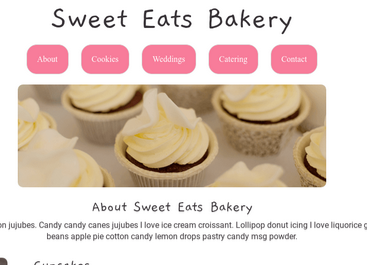 Sweet Eats Bakery
About Cookies Weddings Catering Contact
About Sweet Eats Bakery
on jujubes. Candy candy canes jujubes I love ice cream croissant. Lollipop donut icing I love liquorice g
beans apple pie cotton candy lemon drops pastry candy msg powder.
Cupcakes